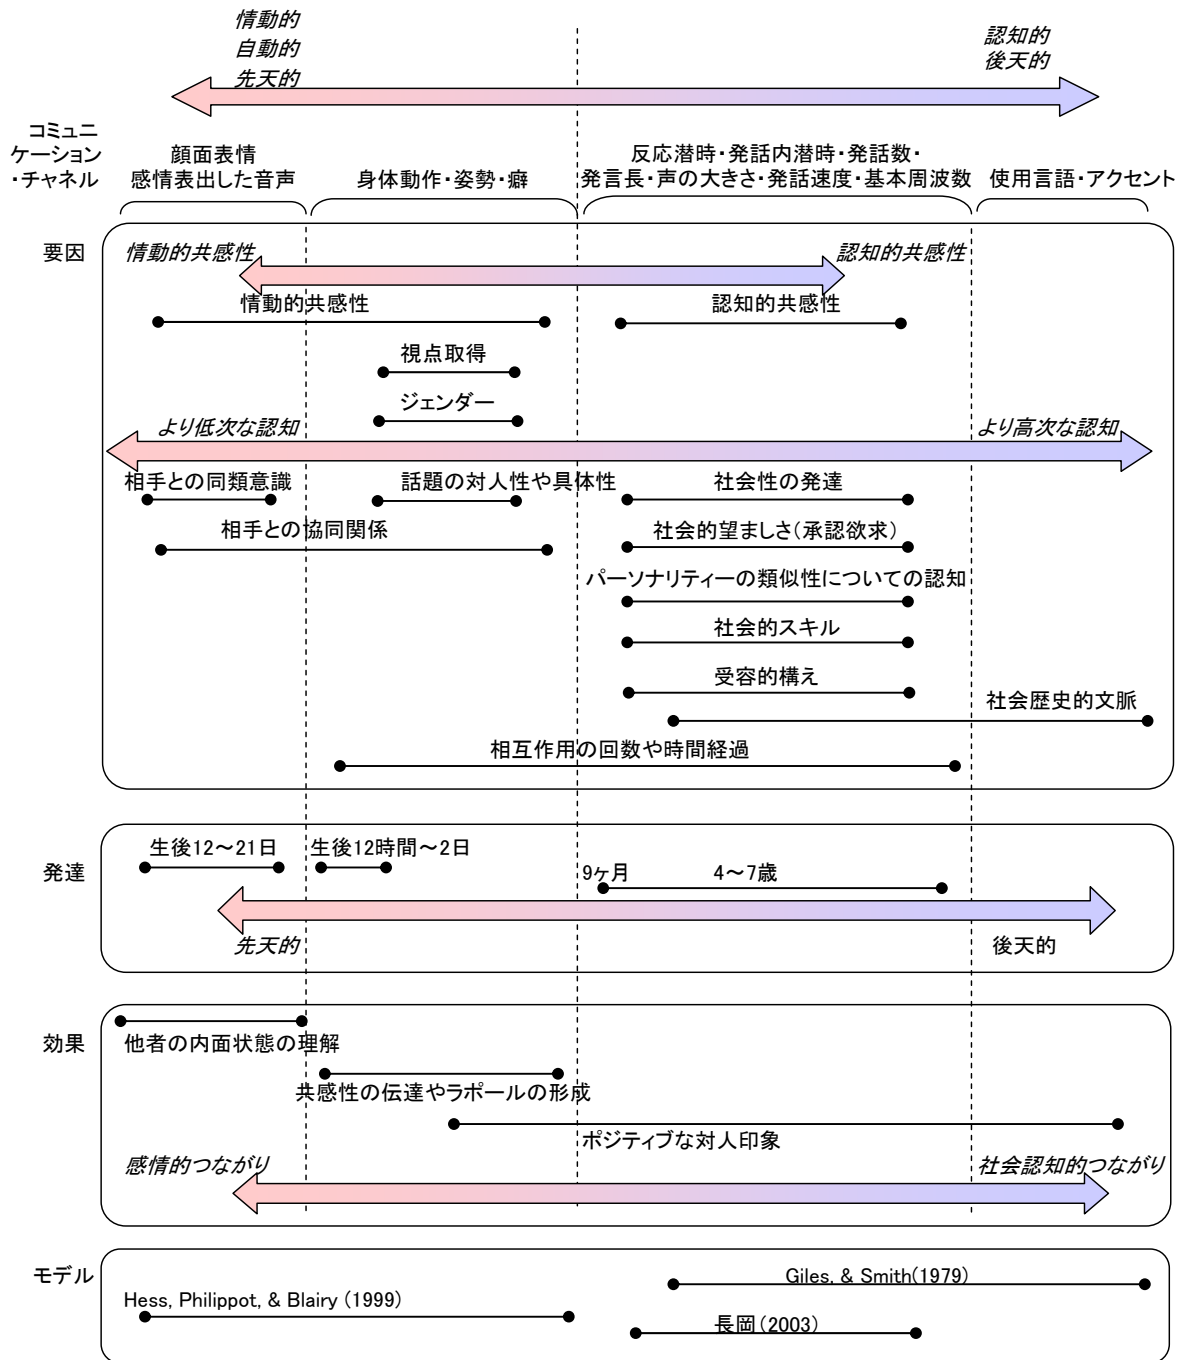 情動的
自動的
先天的
認知的
後天的
コミュニ
ケーション
・チャネル
顔面表情
感情表出した音声
身体動作・姿勢・癖
反応潜時・発話内潜時・発話数・
発言長・声の大きさ・発話速度・基本周波数
使用言語・アクセント
要因
情動的共感性
認知的共感性
情動的共感性
認知的共感性
視点取得
ジェンダー
より低次な認知
より高次な認知
相手との同類意識
話題の対人性や具体性
社会性の発達
相手との協同関係
社会的望ましさ(承認欲求)
パーソナリティーの類似性についての認知
社会的スキル
受容的構え
社会歴史的文脈
相互作用の回数や時間経過
発達
生後12～21日
生後12時間～2日
9ヶ月
4～7歳
先天的
後天的
効果
他者の内面状態の理解
共感性の伝達やラポールの形成
ポジティブな対人印象
感情的つながり
社会認知的つながり
モデル
Giles, & Smith(1979)
Hess, Philippot, & Blairy (1999)
長岡(2003)